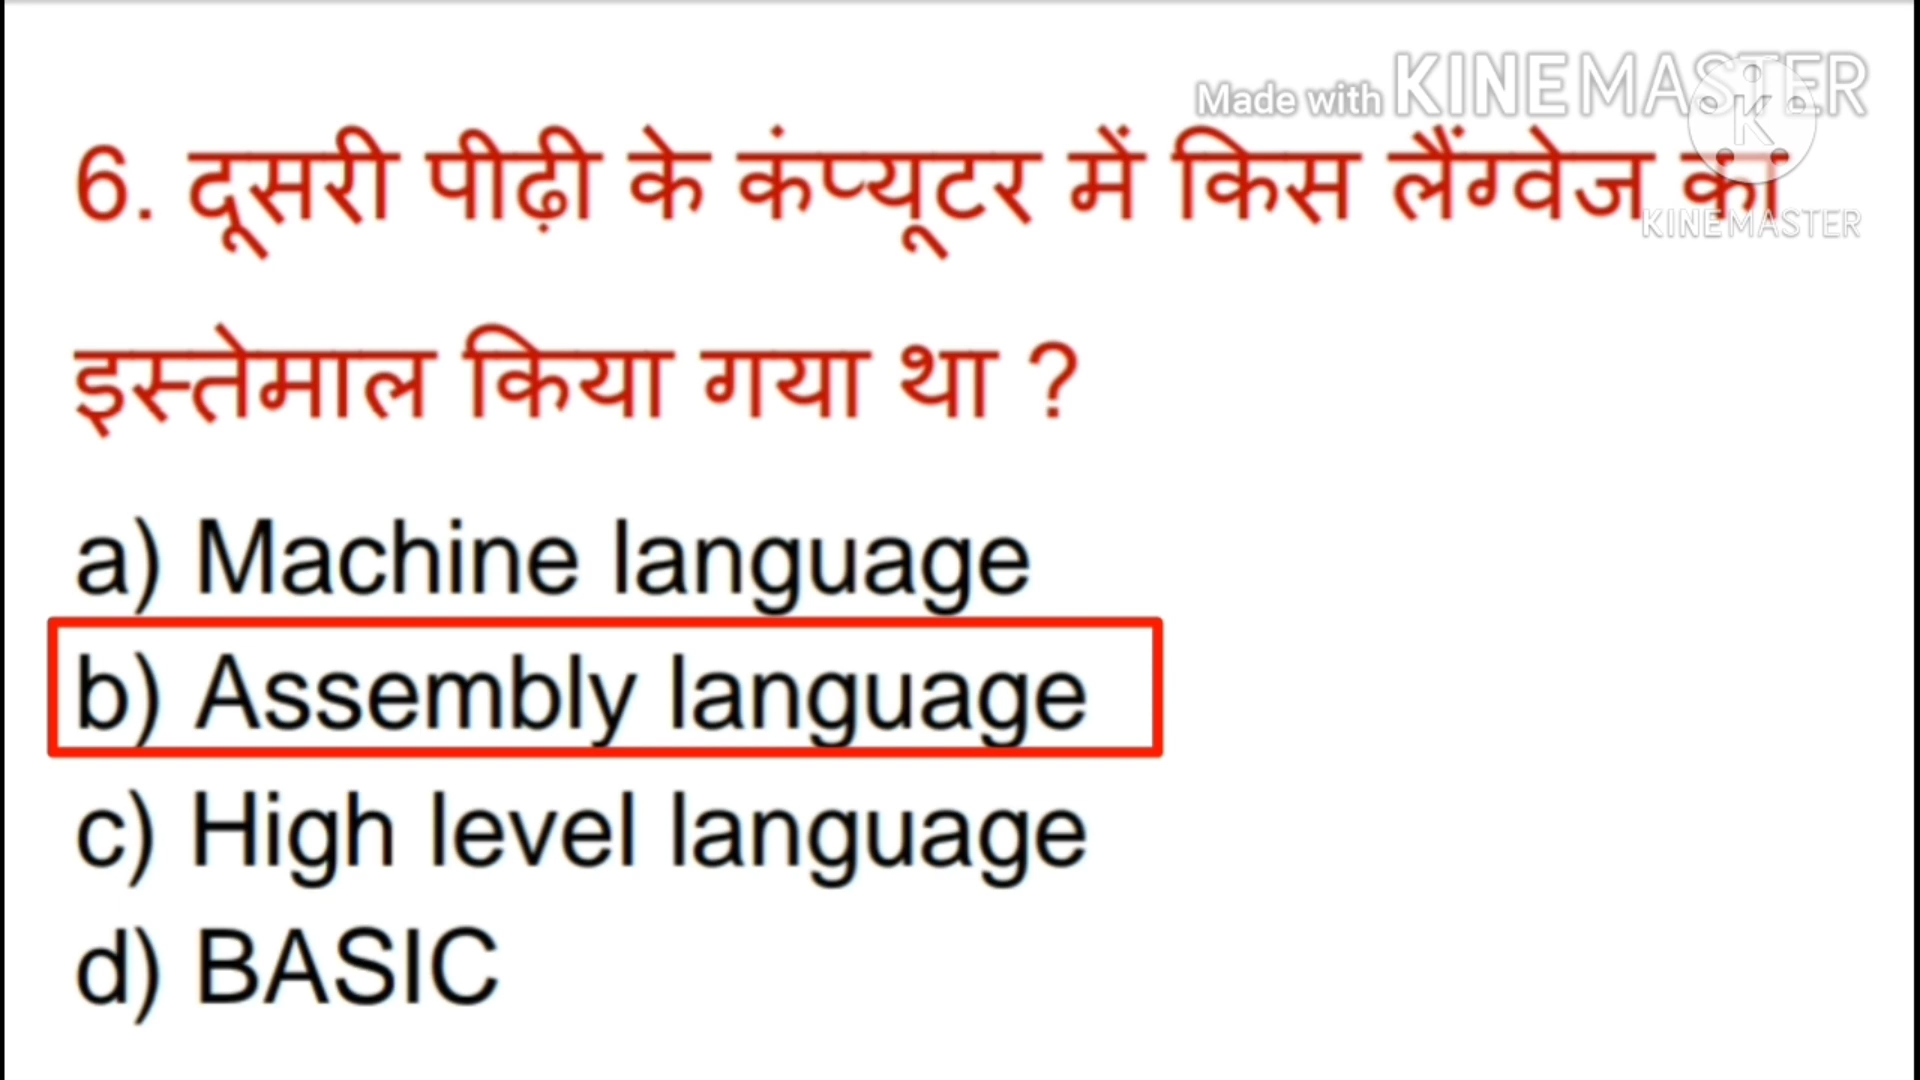 Made with KINEMASTER
K
KINEMASTER
6. दूसरी पीढ़ी के कंप्यूटर में किस लैंग्वेज का
इस्तेमाल किया गया था ?
a) Machine language
b) Assembly language
c) High level language
d) BASIC